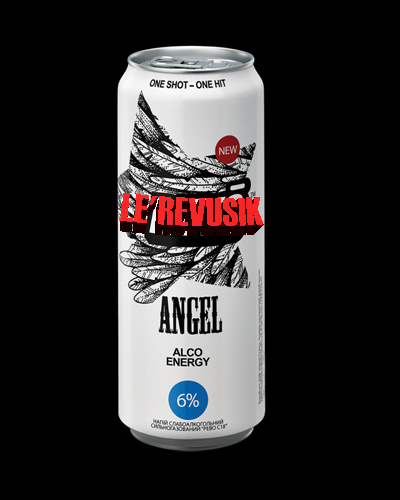 ONE SHOT – ONE HIT
NEW
LE REVUSIK
ANGEL
ALCO
ENERGY
6%
НАПІЙ СЛАБОАЛКОГОЛЬНИЙ
СИЛЬНОГАЗОВАНИЙ "РЕВО С18"